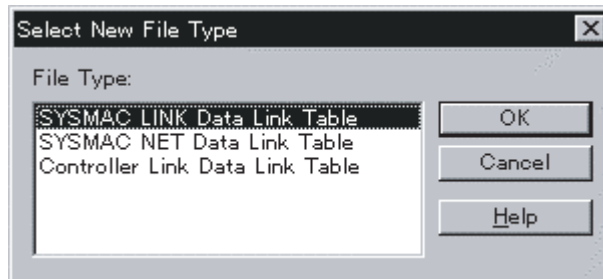 Select New File Type
File Type:
SYSMAC LINK Data Link Table
SYSMAC NET Data Link Table
Controller Link Data Link Table
OK
Cancel
Help